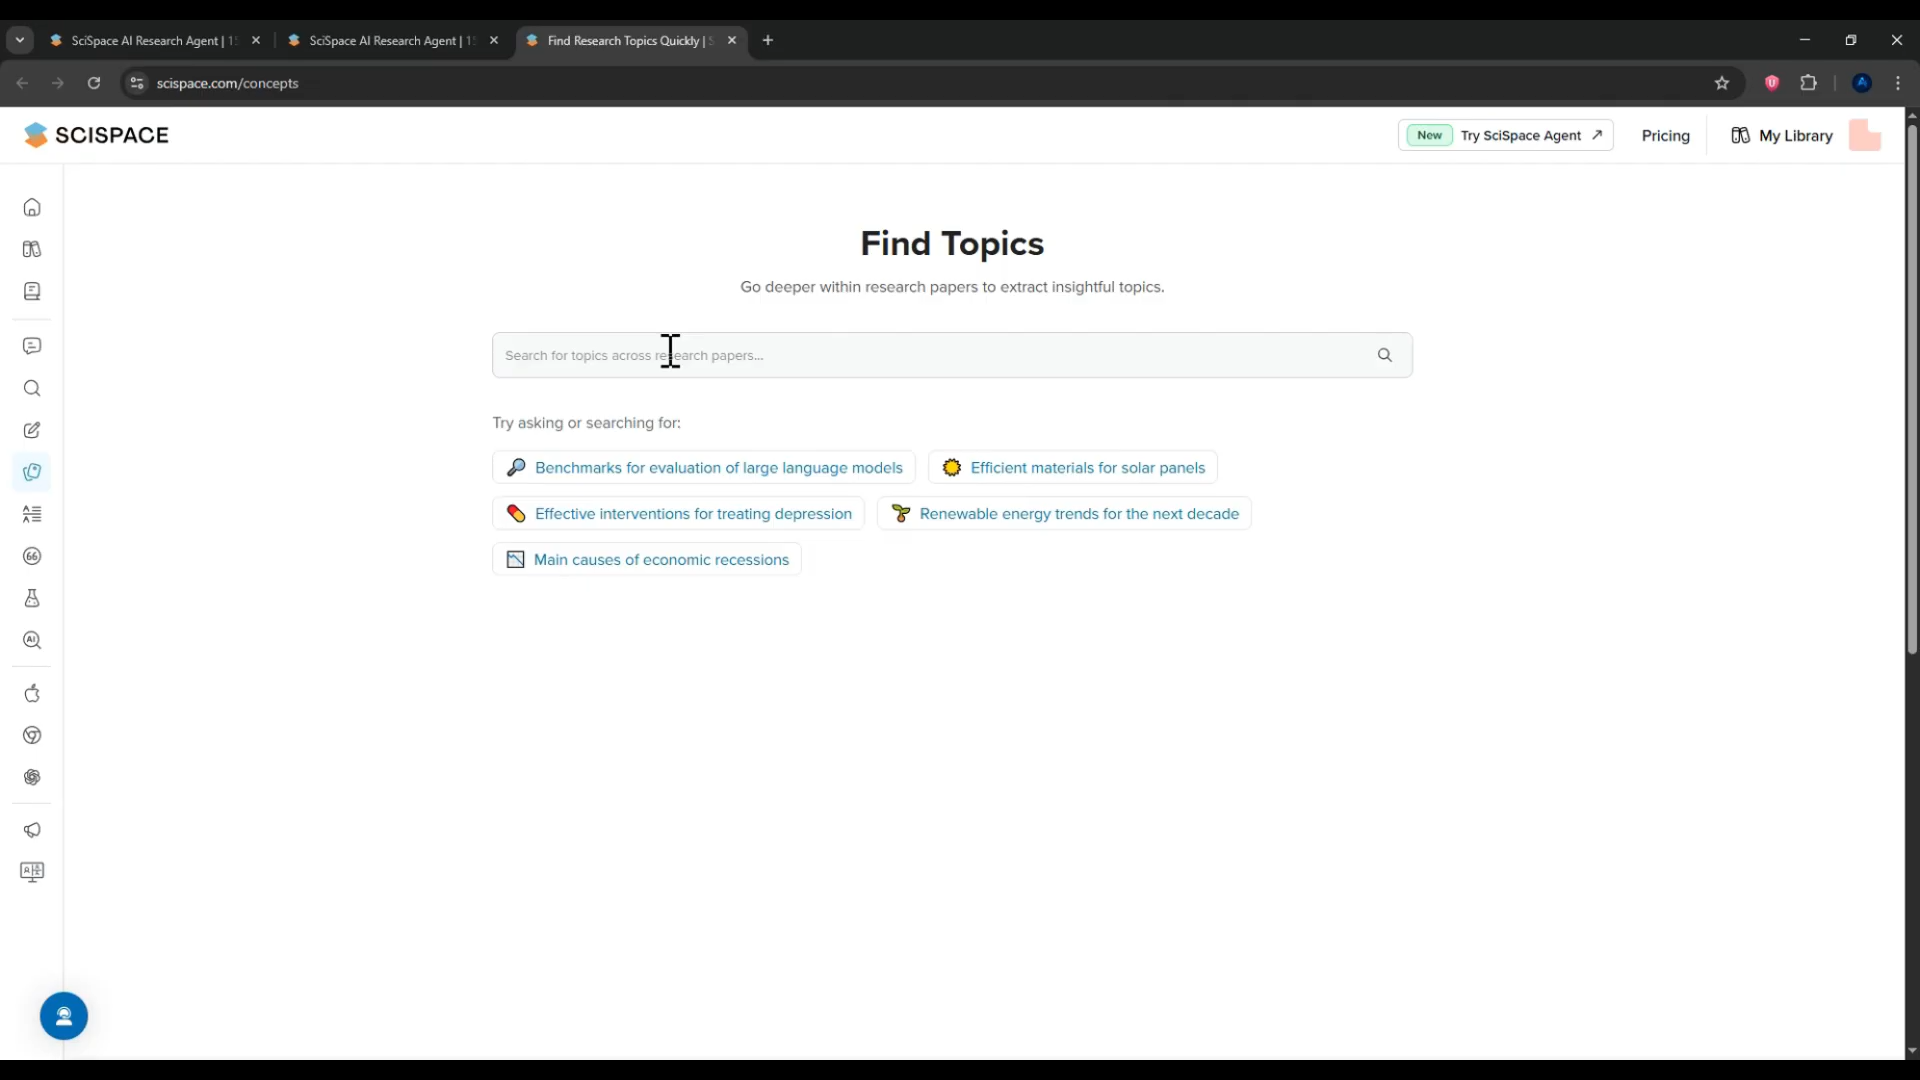 SciSpace AI Research Agent | 1
SciSpace AI Research Agent | 1
Find Research Topics Quickly |
scispace.com/concepts
SCISPACE
New Try SciSpace Agent
Pricing
My Library
Find Topics
Go deeper within research papers to extract insightful topics.
Search for topics across research papers...
Try asking or searching for:
Benchmarks for evaluation of large language models
Efficient materials for solar panels
Effective interventions for treating depression
Renewable energy trends for the next decade
Main causes of economic recessions